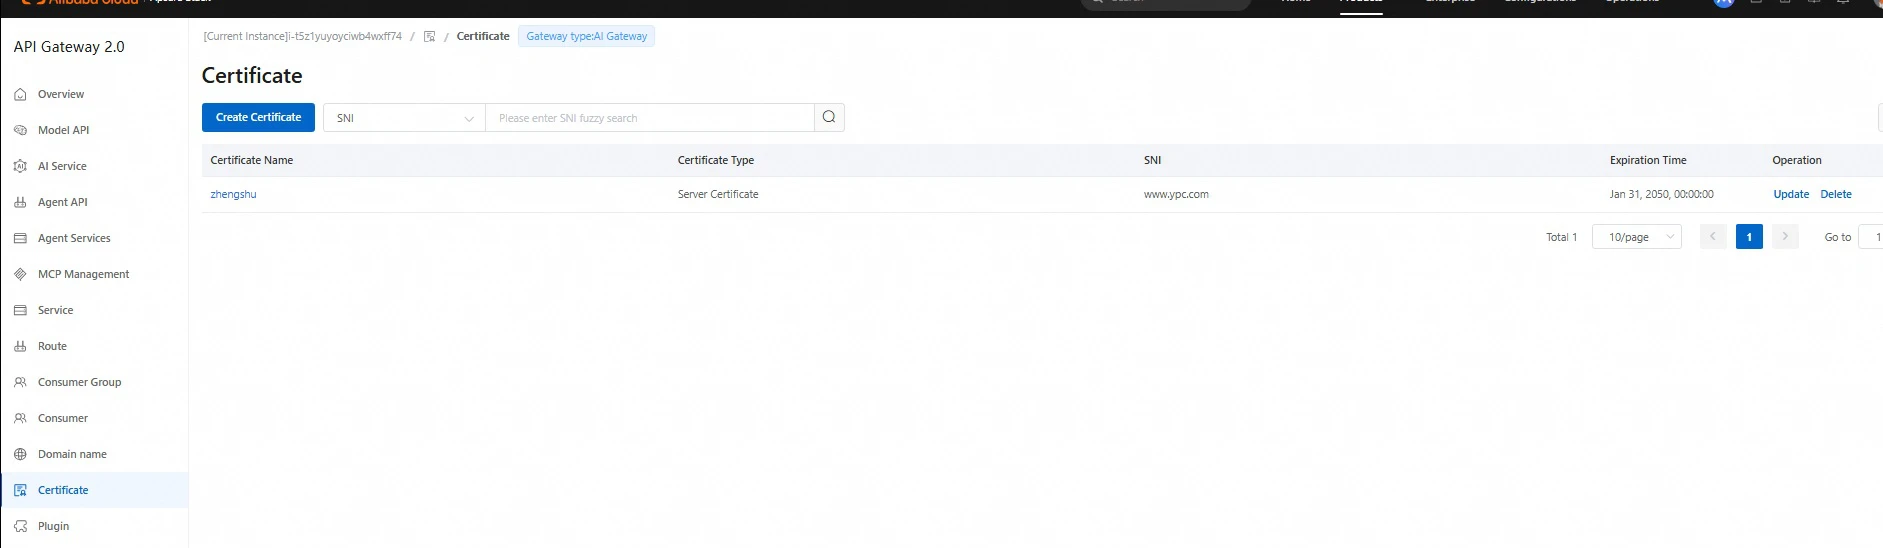 Alibaba Cloud
API Gateway 2.0
[Current Instance]i-t5z1yuyoyciwb4wxff74 / / Certificate Gateway type:AI Gateway
Certificate
Create Certificate SNI Please enter SNI fuzzy search
Certificate Name Certificate Type SNI Expiration Time Operation
zhengshu Server Certificate www.ypc.com Jan 31, 2050, 00:00:00 Update Delete
Total 1 10/page 1 Go to 1
Overview
Model API
AI Service
Agent API
Agent Services
MCP Management
Service
Route
Consumer Group
Consumer
Domain name
Certificate
Plugin